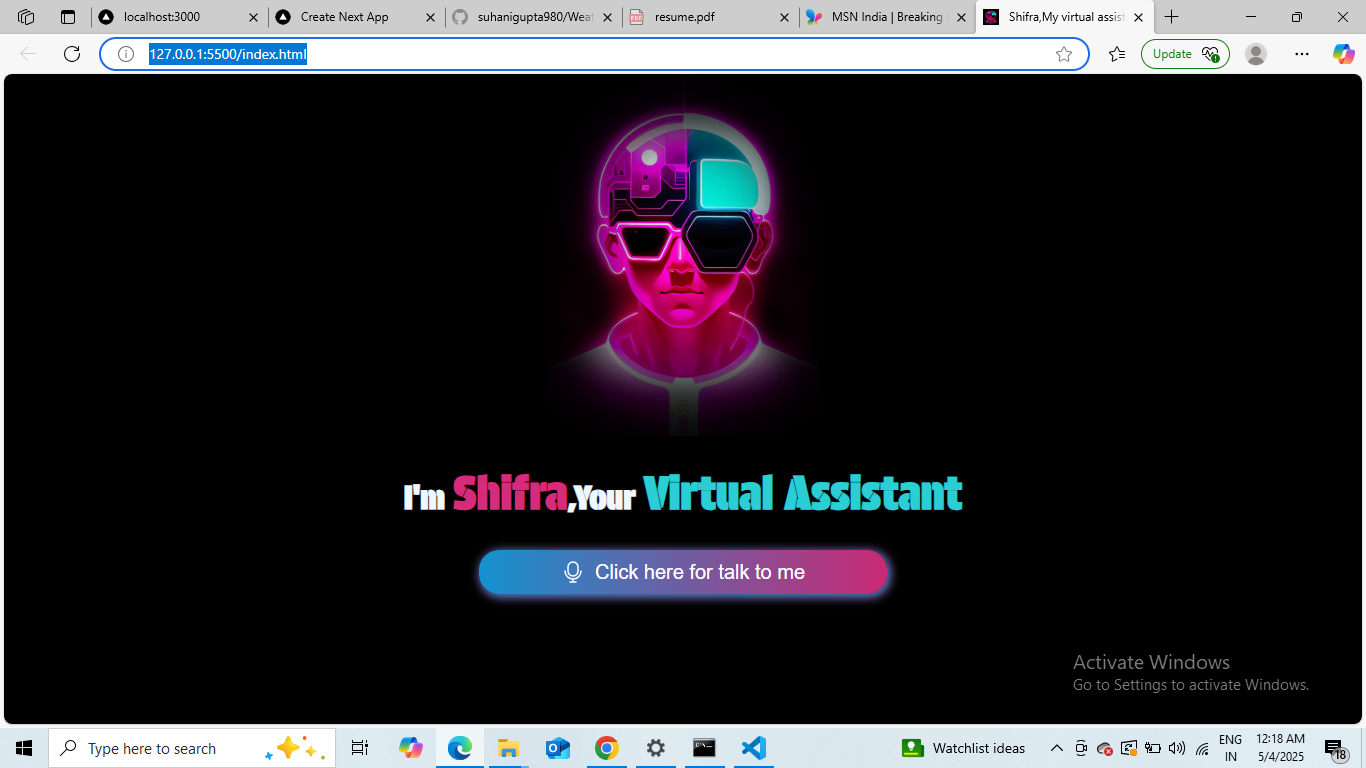 localhost:3000
Create Next App
suhanigupta980/Weat
resume.pdf
MSN India | Breaking
Shifra,My virtual assist
127.0.0.1:5500/index.html
Update
I'm Shifra,Your Virtual Assistant
Click here for talk to me
Activate Windows
Go to Settings to activate Windows.
Type here to search
Watchlist ideas
ENG
IN
12:18 AM
5/4/2025
18